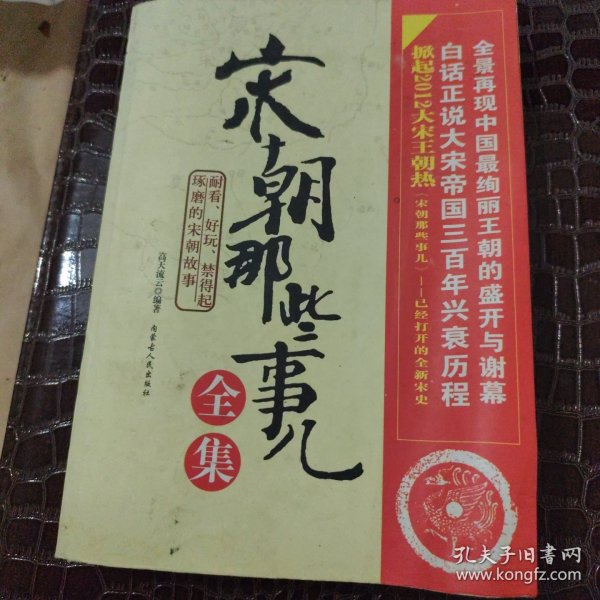 全景再现中国最绚丽王朝的盛开与谢幕
白话正说大宋帝国三百年兴衰历程
掀起2012大宋王朝热
《宋朝那些事儿》——已经打开的全新宋史
宋朝那些事儿
全集
耐看、好玩、禁得起
琢磨的宋朝故事
高天流云◎编著
内蒙古人民出版社
孔夫子旧书网
www.kongfz.com